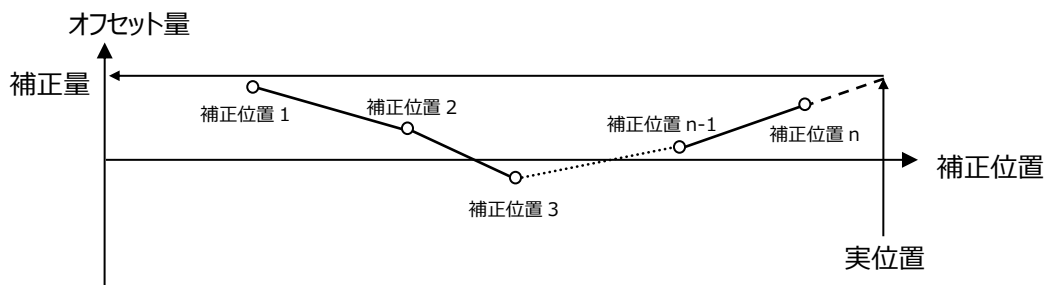 オフセット量
補正量
補正位置 1
補正位置 2
補正位置 3
補正位置 n-1
補正位置 n
補正位置
実位置